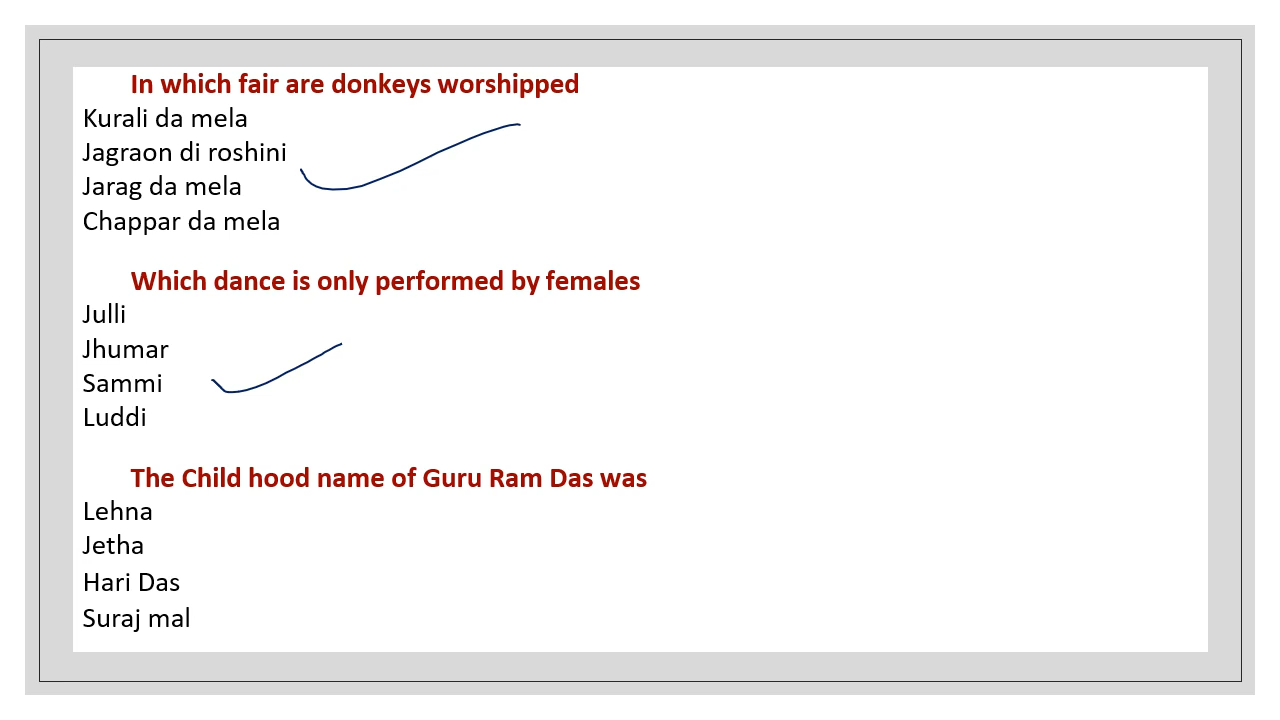 In which fair are donkeys worshipped
Kurali da mela
Jagraon di roshini
Jarag da mela
Chappar da mela
Which dance is only performed by females
Julli
Jhumar
Sammi
Luddi
The Child hood name of Guru Ram Das was
Lehna
Jetha
Hari Das
Suraj mal